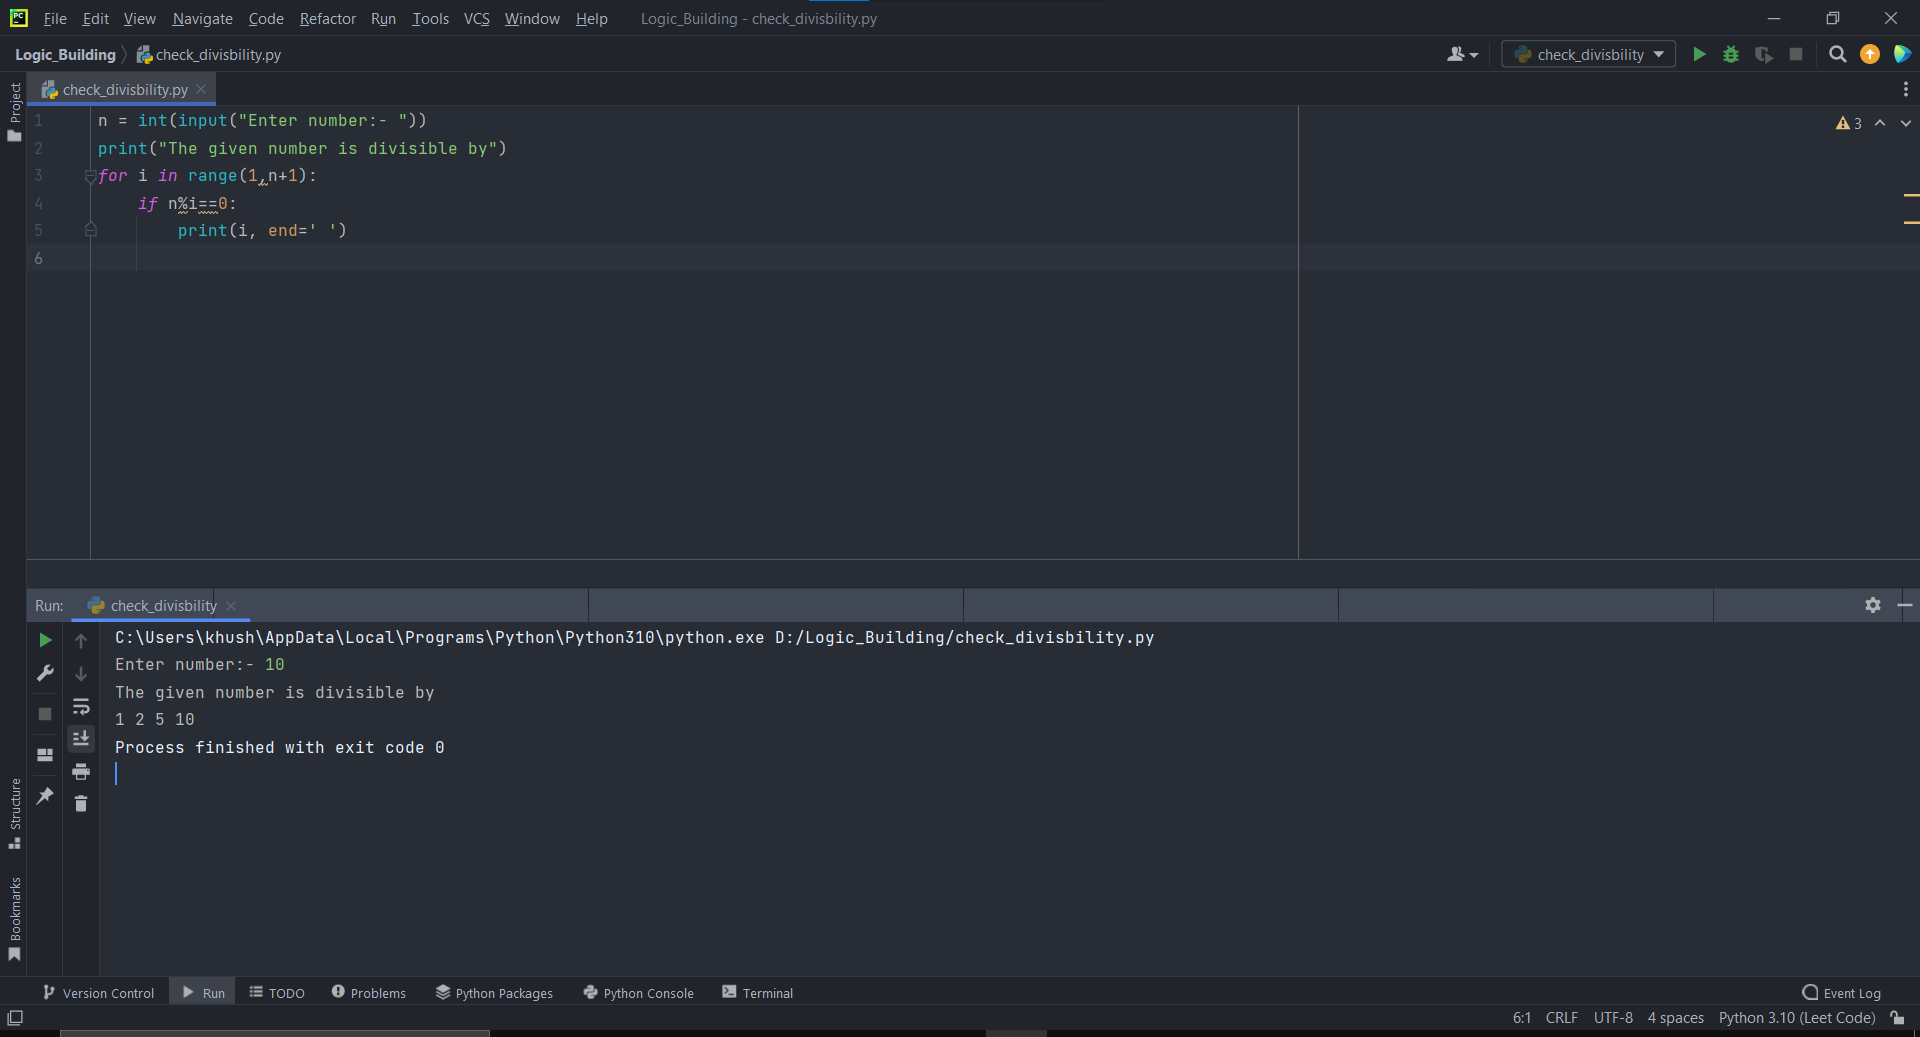 PC File Edit View Navigate Code Refactor Run Tools VCS Window Help Logic_Building - check_divisbility.py
Logic_Building check_divisbility.py check_divisbility
Project
check_divisbility.py
1 n = int(input("Enter number:- "))
3
2 print("The given number is divisible by")
3 for i in range(1,n+1):
4     if n%i==0:
5         print(i, end=' ')
6
Run: check_divisbility
C:\Users\khush\AppData\Local\Programs\Python\Python310\python.exe D:/Logic_Building/check_divisbility.py
Enter number:- 10
The given number is divisible by
1 2 5 10
Process finished with exit code 0
Structure
Bookmarks
Version Control Run TODO Problems Python Packages Python Console Terminal Event Log
6:1 CRLF UTF-8 4 spaces Python 3.10 (Leet Code)